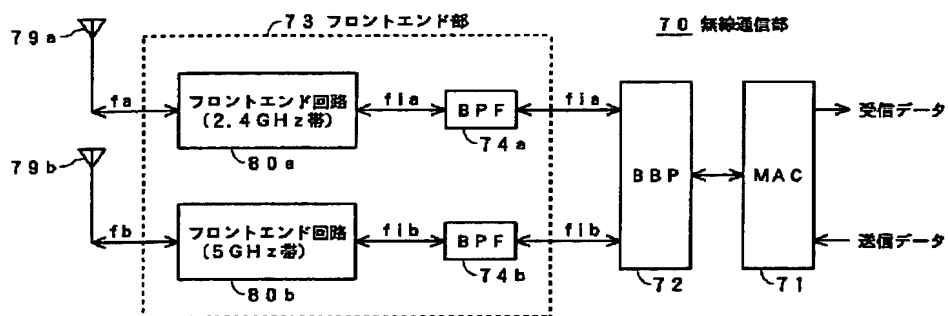 73 フロントエンド部
70 無線通信部
79a
fa
フロントエンド回路
(2.4GHz帯)
80a
fia
BPF
74a
fia
79b
fb
フロントエンド回路
(5GHz帯)
80b
fib
BPF
74b
fib
BBP
72
MAC
71
受信データ
送信データ